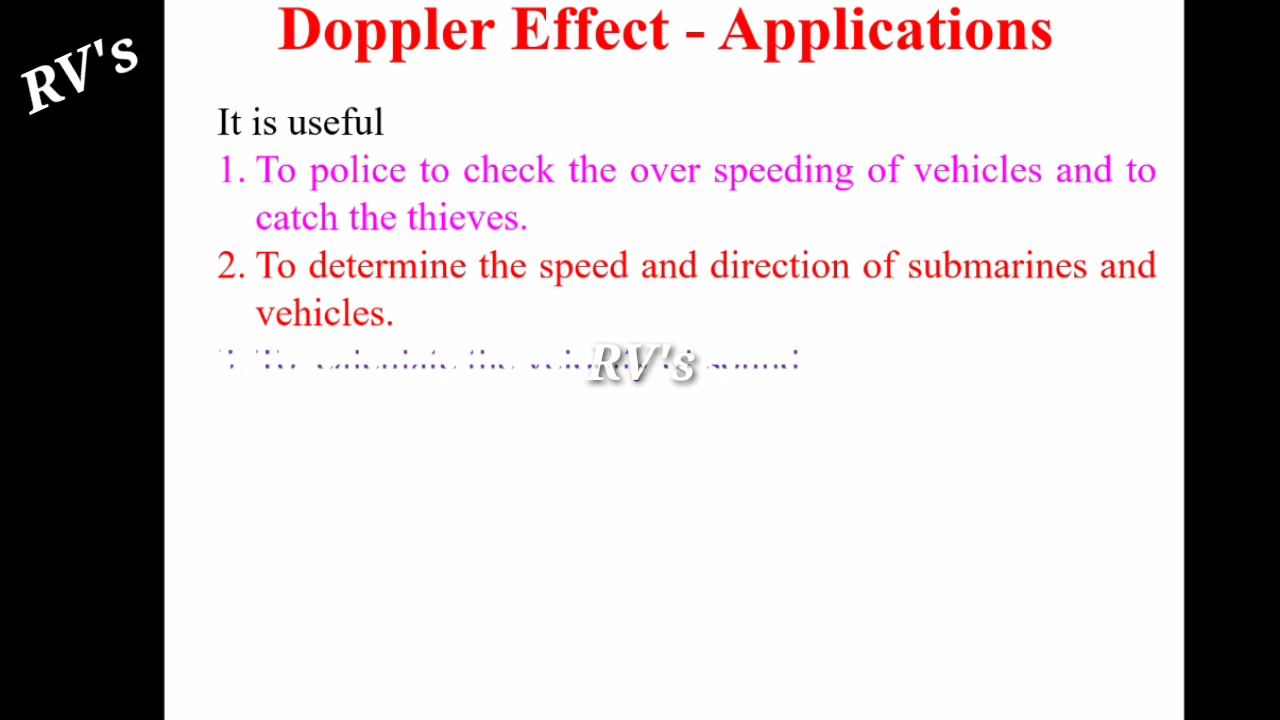 Doppler Effect - Applications
RV's
It is useful
1. To police to check the over speeding of vehicles and to
catch the thieves.
2. To determine the speed and direction of submarines and
vehicles.
RV's